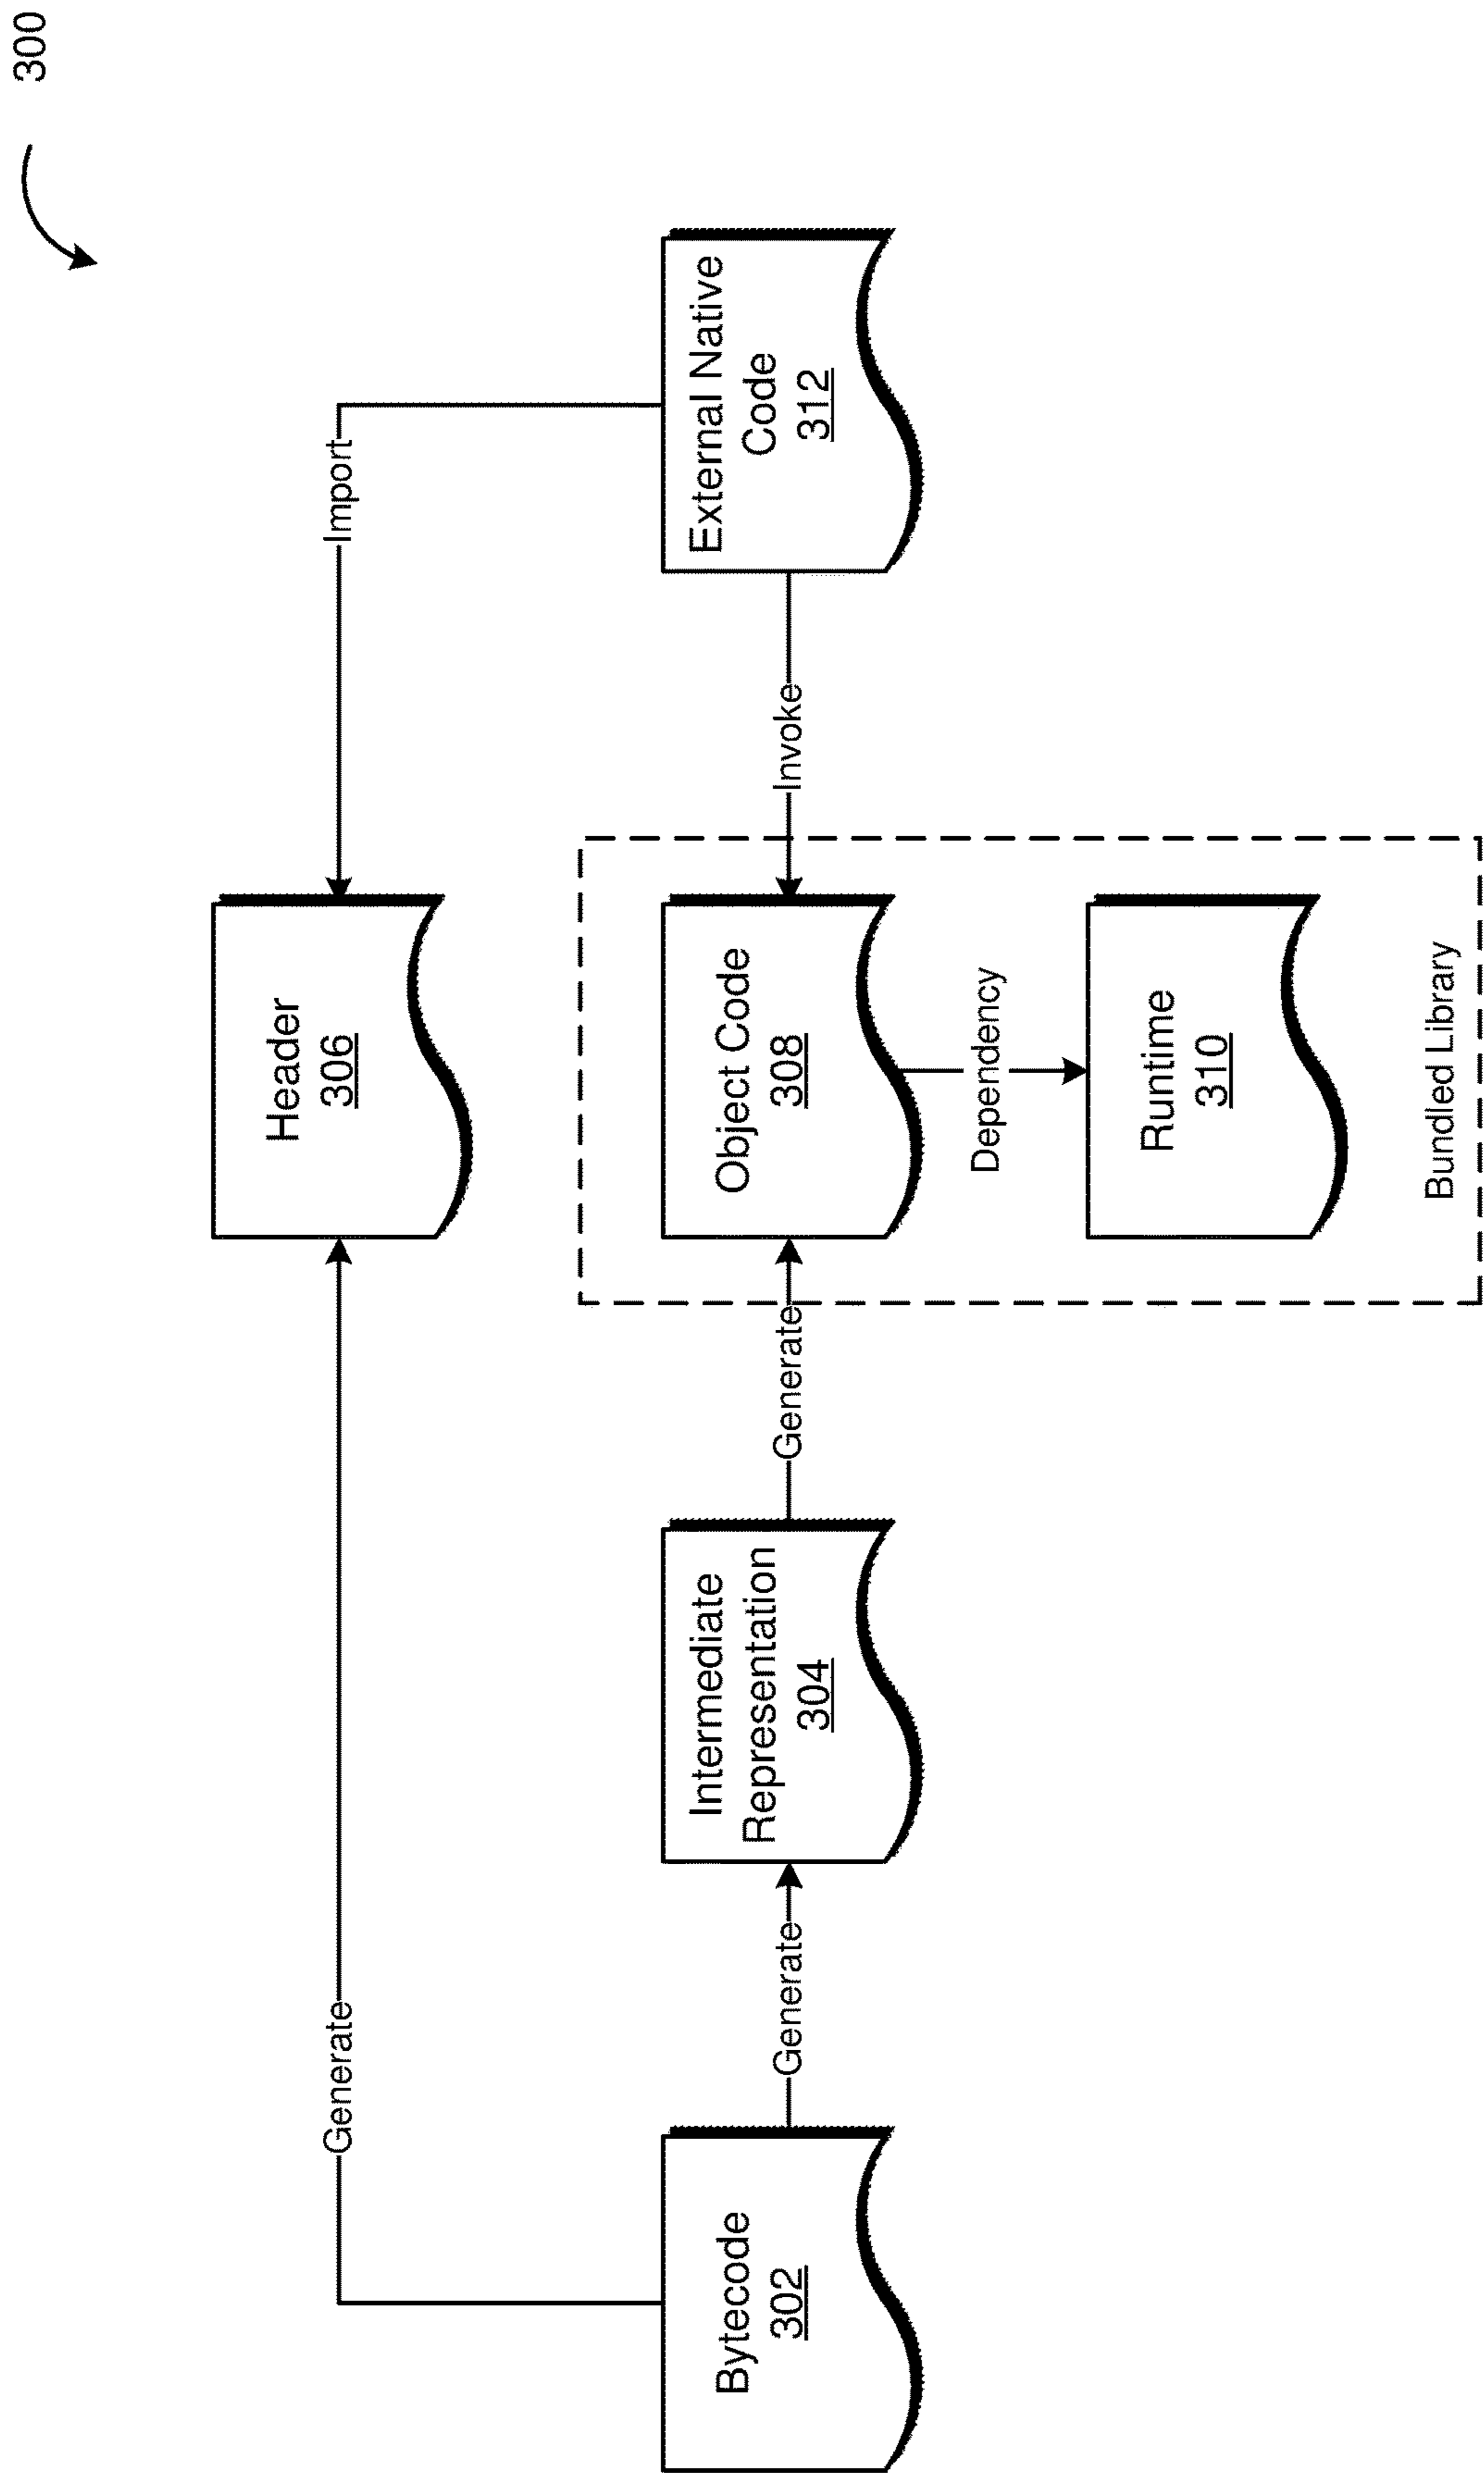 300
Generate
Import
Header
306
Bytecode
302
Generate
Intermediate
Representation
304
Generate
Object Code
308
Invoke
External Native
Code
312
Dependency
Runtime
310
Bundled Library